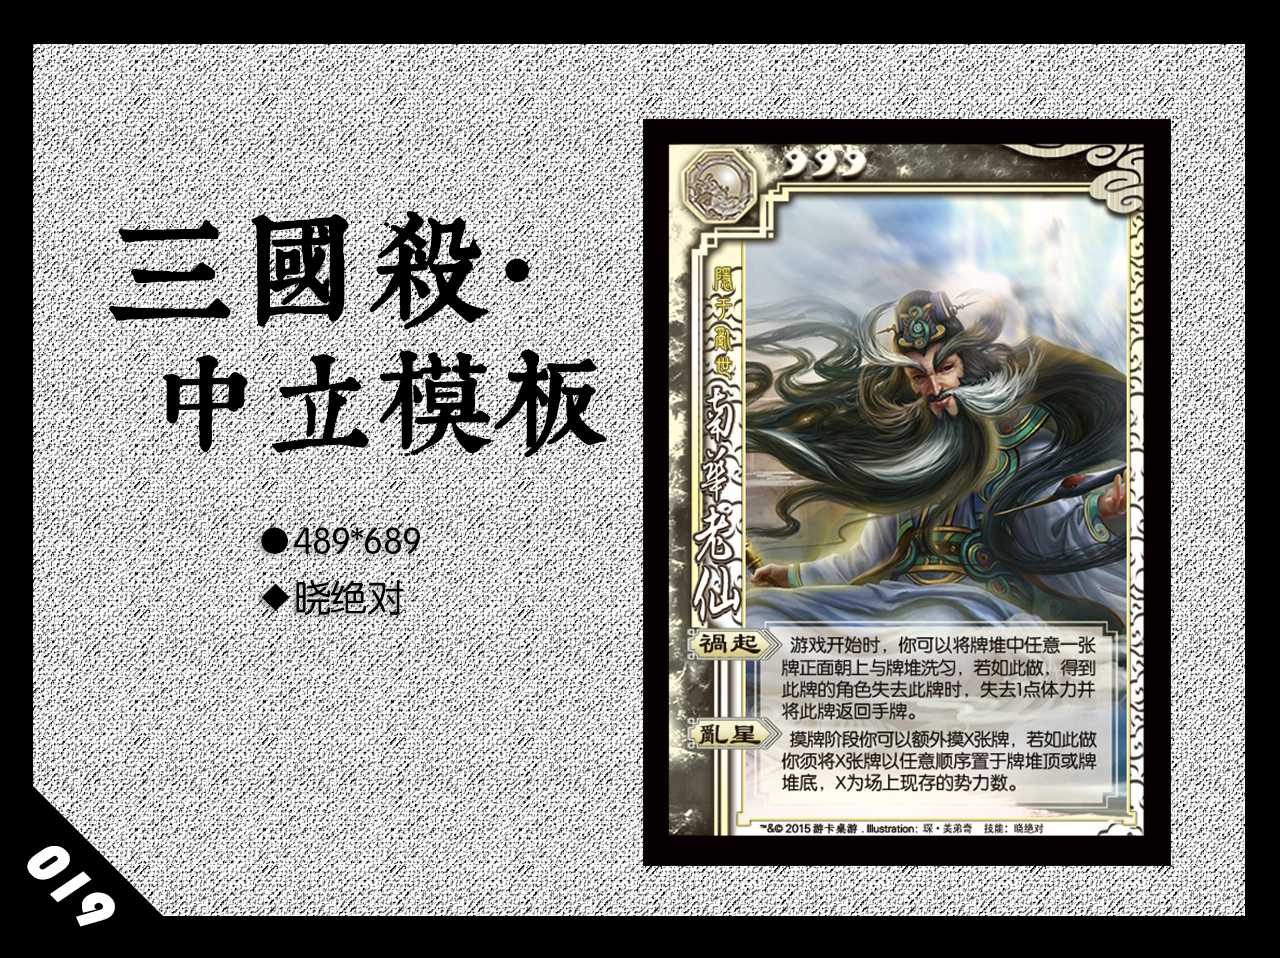 三國殺·
中立模板
●489*689
◆晓绝对
019
999
隱于亂世
南華老仙
禍起
游戏开始时，你可以将牌堆中任意一张
牌正面朝上与牌堆洗匀，若如此做，得到
此牌的角色失去此牌时，失去1点体力并
将此牌返回手牌。
亂星
摸牌阶段你可以额外摸X张牌，若如此做
你须将X张牌以任意顺序置于牌堆顶或牌
堆底，X为场上现存的势力数。
™&© 2015 游卡桌游 . Illustration: 琛·美弟奇 技能：晓绝对